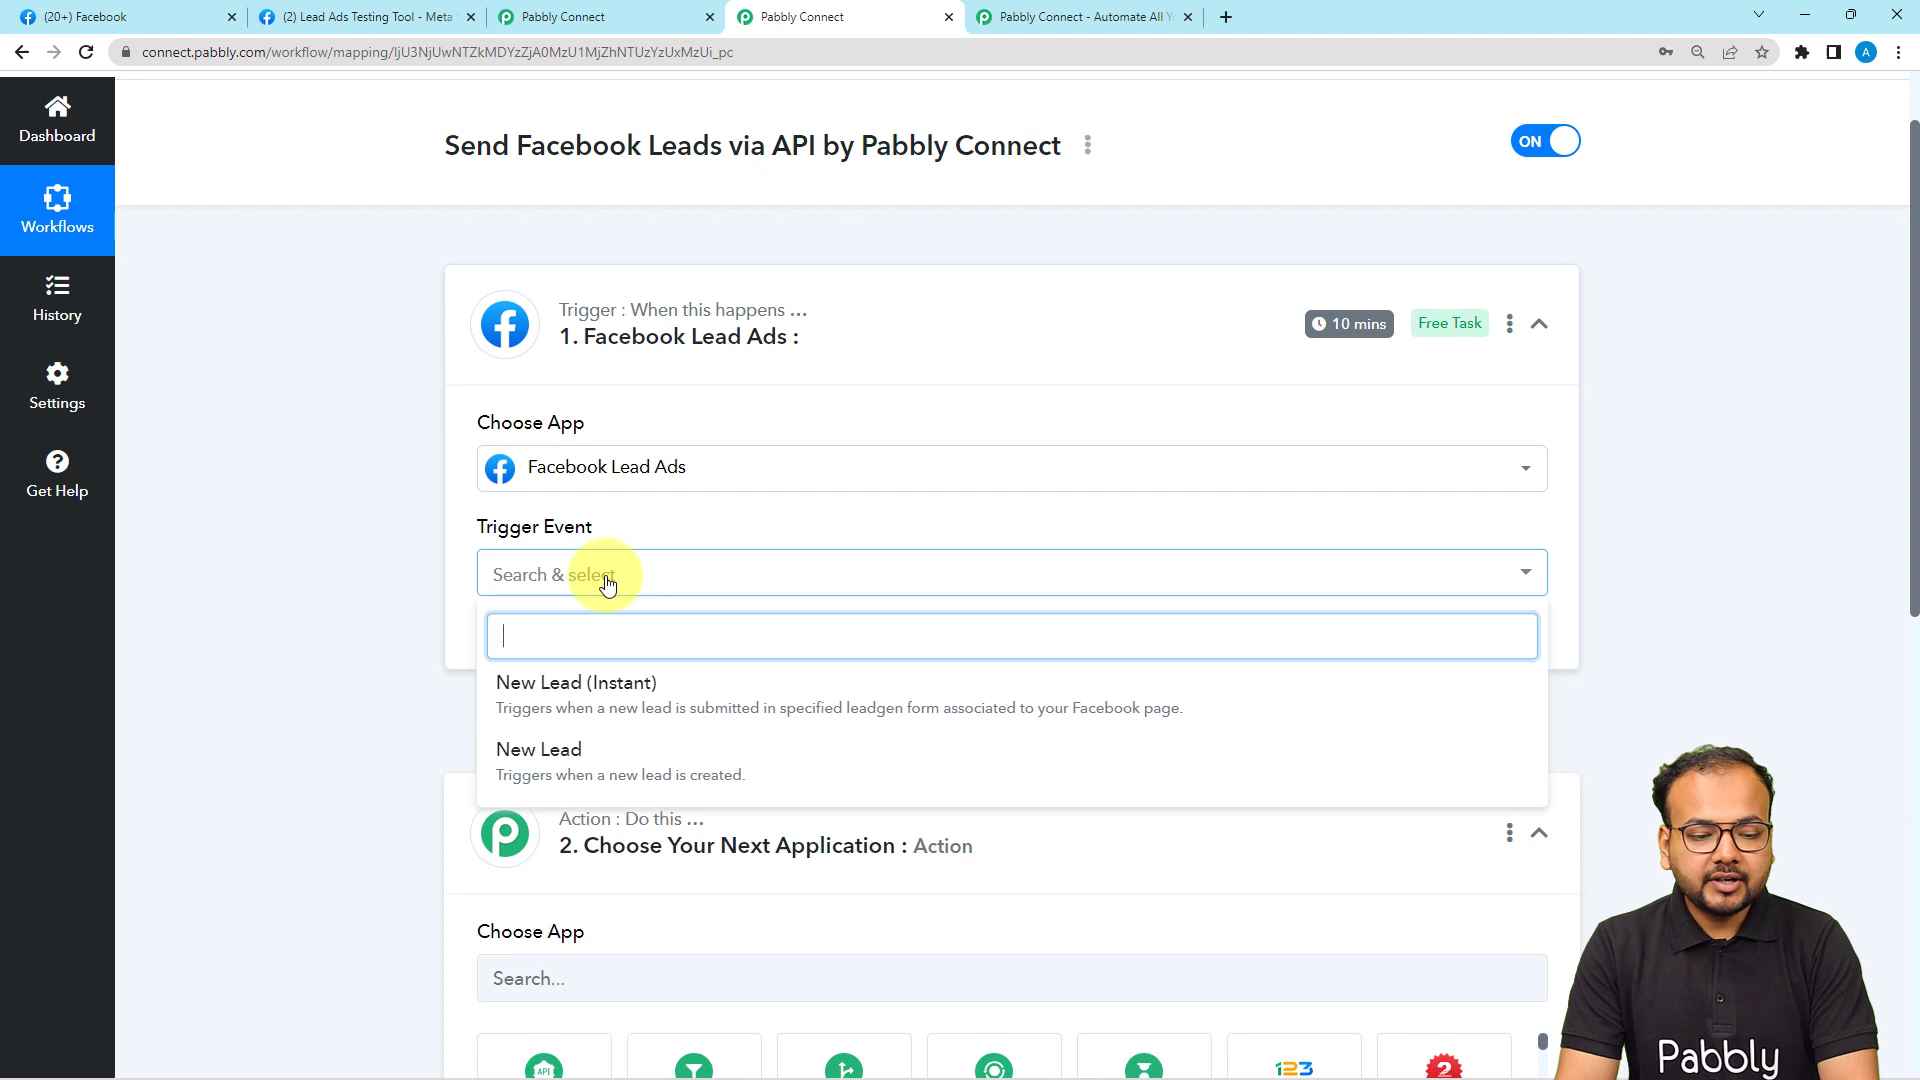 (20+) Facebook
(2) Lead Ads Testing Tool - Meta
Pabbly Connect
Pabbly Connect
Pabbly Connect - Automate All Y
connect.pabbly.com/workflow/mapping/IjU3NjUwNTZkMDYzZjA0MzU1MjZhNTUzYzUxMzUi_pc
A
Dashboard
Workflows
History
Settings
Get Help
Send Facebook Leads via API by Pabbly Connect
ON
Trigger : When this happens ...
1. Facebook Lead Ads :
10 mins
Free Task
Choose App
Facebook Lead Ads
Trigger Event
Search & select
New Lead (Instant)
Triggers when a new lead is submitted in specified leadgen form associated to your Facebook page.
New Lead
Triggers when a new lead is created.
Action : Do this ...
2. Choose Your Next Application : Action
Choose App
Search...
API
123
2
Pabbly